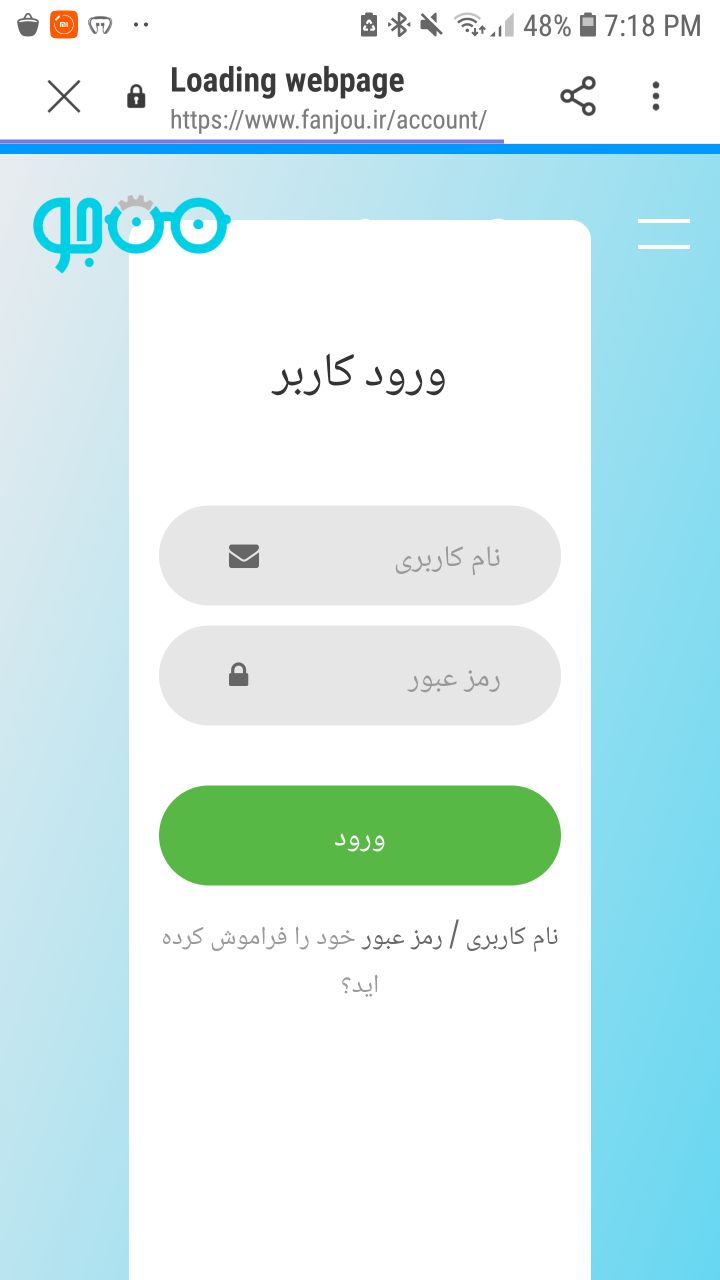 48% 7:18 PM
Loading webpage
https://www.fanjou.ir/account/
ورود کاربر
نام کاربری
رمز عبور
ورود
نام کاربری / رمز عبور خود را فراموش کرده
اید؟